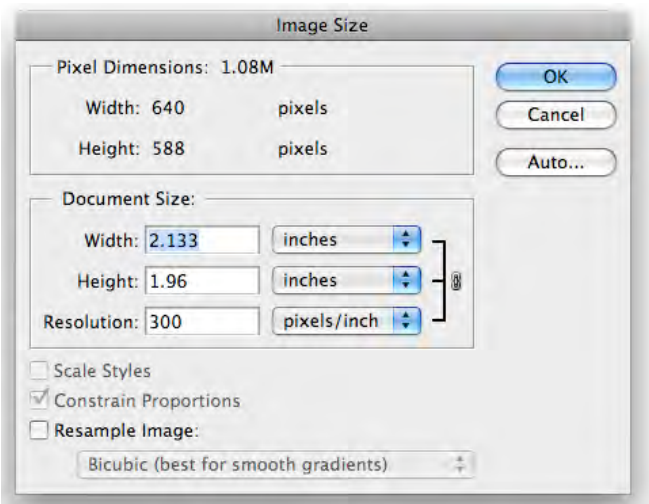 Image Size
Pixel Dimensions: 1.08M
OK
Width: 640 pixels
Cancel
Height: 588 pixels
Auto...
Document Size:
Width: 2.133 inches
Height: 1.96 inches
Resolution: 300 pixels/inch
Scale Styles
Constrain Proportions
Resample Image:
Bicubic (best for smooth gradients)